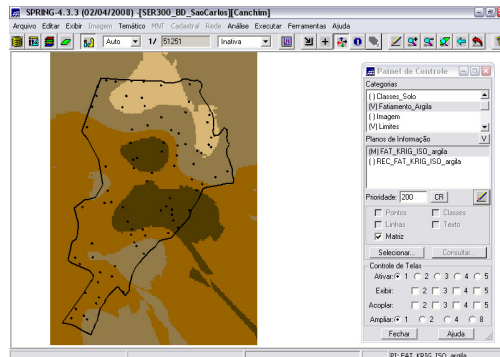 SPRING-4.3.3 (02/04/2008) -[SER300_BD_SaoCarlos][Canchim]
Arquivo Editar Exibir Imagem Temático MNT Cadastral Rede Análise Executar Ferramentas Ajuda
Auto 1/ 51251 Inativa
Painel de Controle
Categorias
( ) Classes_Solo
(V) Fatiamento_Argila
( ) Imagem
(V) Limites
Planos de Informação V
(M) FAT_KRIG_ISO_argila
( ) REC_FAT_KRIG_ISO_argila
Prioridade: 200 CR
Pontos Classes
Linhas Texto
Matriz
Selecionar... Consultar...
Controle de Telas
Ativar: 1 2 3 4 5
Exibir: 2 3 4 5
Acoplar: 2 3 4 5
Ampliar: 1 2 4 8
Fechar Ajuda
PI: FAT_KRIG_ISO_argila